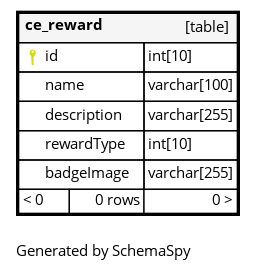 ce_reward [table]
id int[10]
name varchar[100]
description varchar[255]
rewardType int[10]
badgeImage varchar[255]
< 0 0 rows 0 >
Generated by SchemaSpy